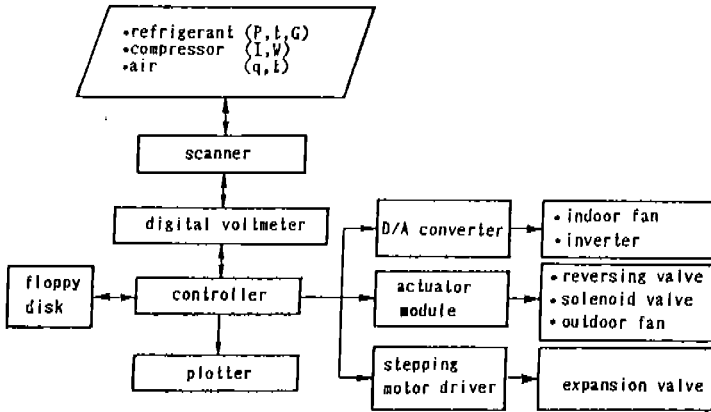 •refrigerant (P,t,G)
•compressor (I,W)
•air (q,t)
scanner
digital voltmeter
floppy
disk
controller
plotter
D/A converter
actuator
module
stepping
motor driver
• indoor fan
• inverter
• reversing valve
• solenoid valve
• outdoor fan
expansion valve